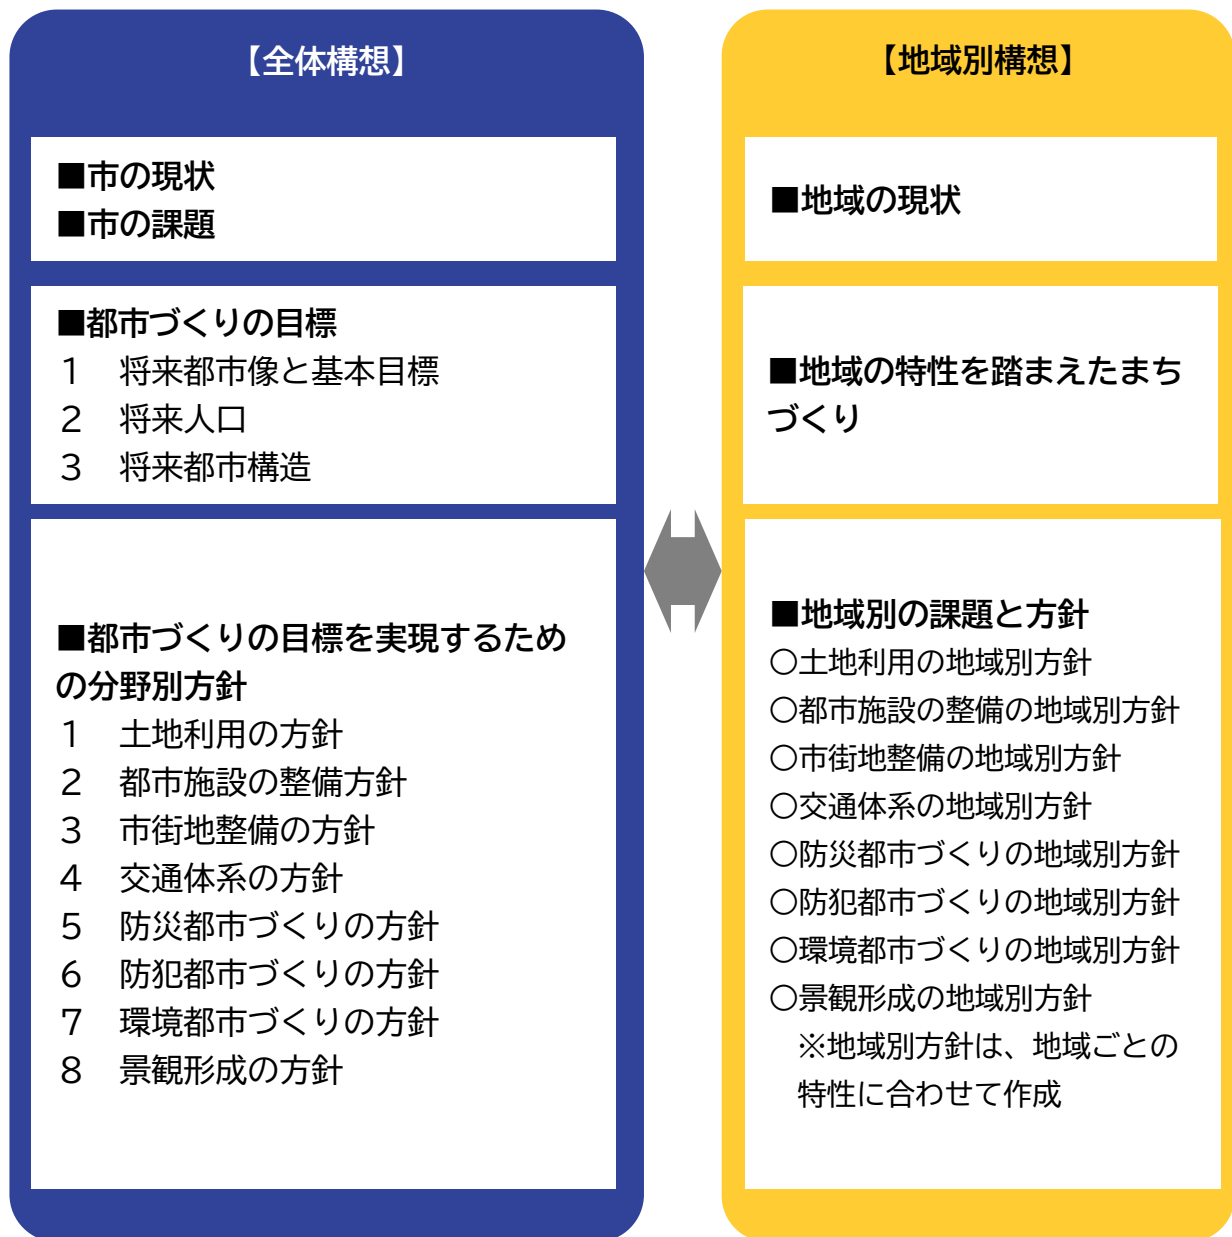 【全体構想】
■市の現状
■市の課題
■都市づくりの目標
1 将来都市像と基本目標
2 将来人口
3 将来都市構造
■都市づくりの目標を実現するため
の分野別方針
1 土地利用の方針
2 都市施設の整備方針
3 市街地整備の方針
4 交通体系の方針
5 防災都市づくりの方針
6 防犯都市づくりの方針
7 環境都市づくりの方針
8 景観形成の方針
【地域別構想】
■地域の現状
■地域の特性を踏まえたまち
づくり
■地域別の課題と方針
○土地利用の地域別方針
○都市施設の整備の地域別方針
○市街地整備の地域別方針
○交通体系の地域別方針
○防災都市づくりの地域別方針
○防犯都市づくりの地域別方針
○環境都市づくりの地域別方針
○景観形成の地域別方針
※地域別方針は、地域ごとの
特性に合わせて作成